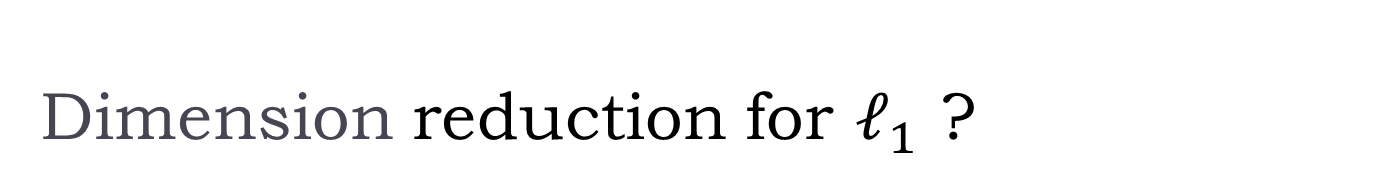 Dimension reduction for ℓ₁ ?